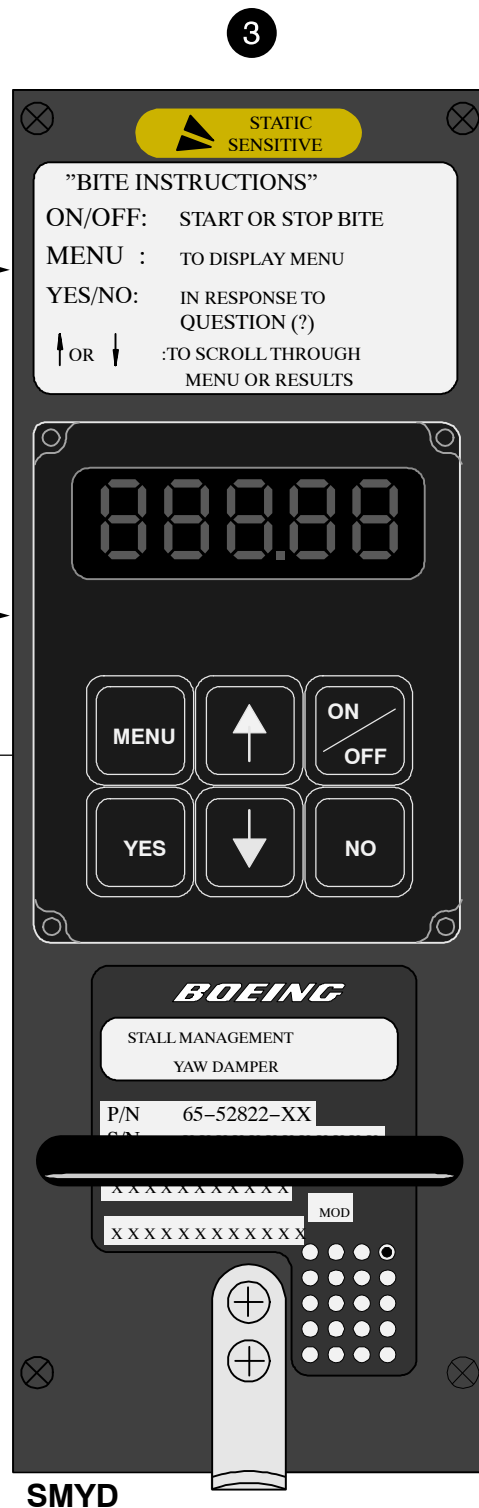 3
STATIC
SENSITIVE
"BITE INSTRUCTIONS"
ON/OFF: START OR STOP BITE
MENU : TO DISPLAY MENU
YES/NO: IN RESPONSE TO
QUESTION (?)
OR :TO SCROLL THROUGH
MENU OR RESULTS
888.88
MENU
ON
OFF
YES
NO
BOEING
STALL MANAGEMENT
YAW DAMPER
P/N 65-52822-XX
X X X X X X X X X X X
MOD
X X X X X X X X X X X X
SMYD